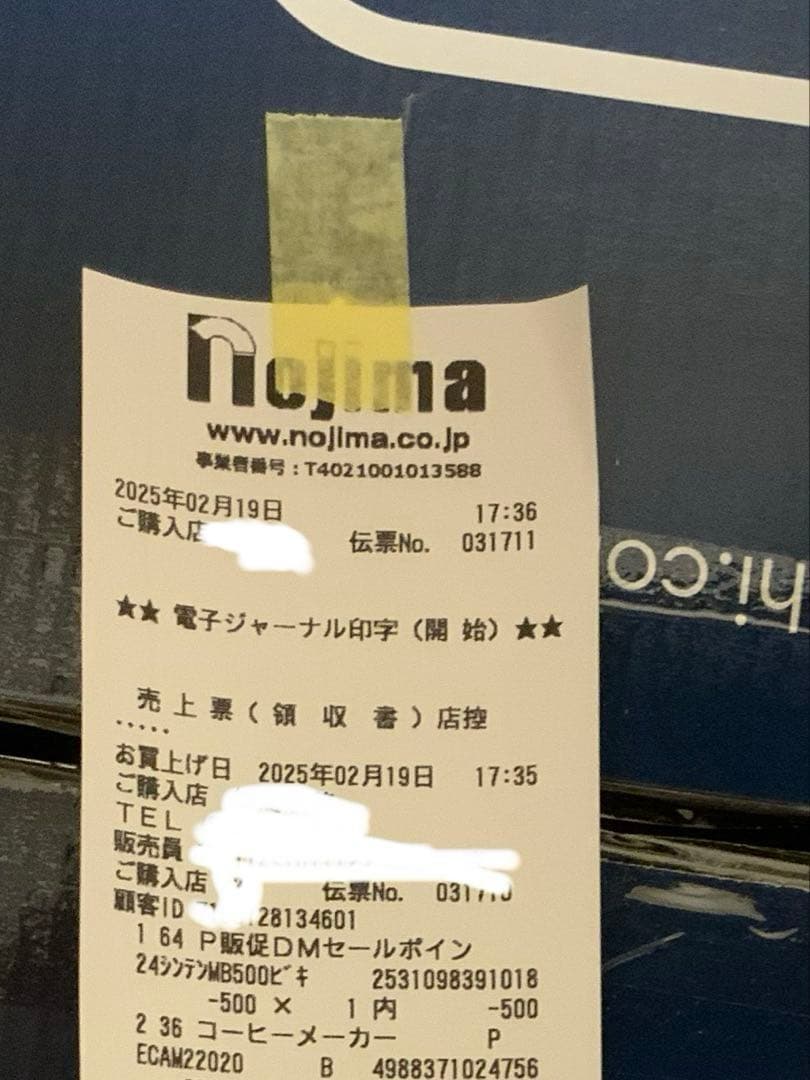 nojima
www.nojima.co.jp
事業者番号：T4021001013588
2025年02月19日 17:36
ご購入店 伝票No. 031711
★★ 電子ジャーナル印字（開 始）★★
売 上 票（ 領 収 書 ）店控
.....
お買上げ日 2025年02月19日 17:35
ご購入店
TEL
販売員
ご購入店 伝票No.
顧客ID 28134601
1 64 P販促DMセールポイン
24ｼﾝﾃﾝMB500ﾋﾞｷ 2531098391018
-500 × 1 内 -500
2 36 コーヒーメーカー P
ECAM22020 B 4988371024756
hi.co